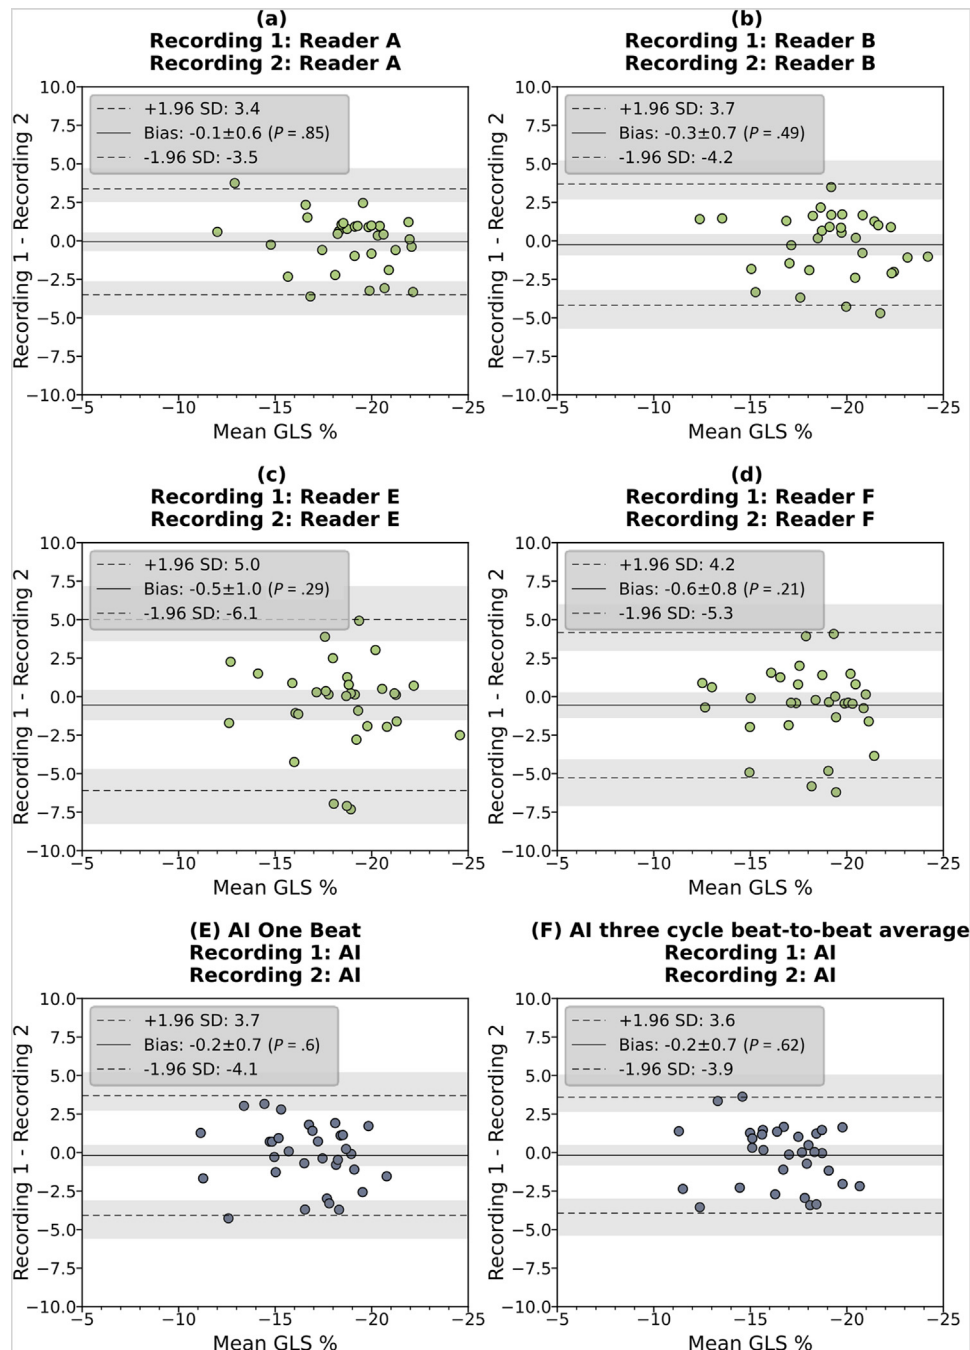 (a)
Recording 1: Reader A
Recording 2: Reader A
+1.96 SD: 3.4
Bias: -0.1±0.6 (P = .85)
-1.96 SD: -3.5
10.0
7.5
5.0
2.5
0.0
−2.5
−5.0
−7.5
−10.0
Recording 1 - Recording 2
−5 −10 −15 −20 −25
Mean GLS %
(b)
Recording 1: Reader B
Recording 2: Reader B
+1.96 SD: 3.7
Bias: -0.3±0.7 (P = .49)
-1.96 SD: -4.2
10.0
7.5
5.0
2.5
0.0
−2.5
−5.0
−7.5
−10.0
Recording 1 - Recording 2
−5 −10 −15 −20 −25
Mean GLS %
(c)
Recording 1: Reader E
Recording 2: Reader E
+1.96 SD: 5.0
Bias: -0.5±1.0 (P = .29)
-1.96 SD: -6.1
10.0
7.5
5.0
2.5
0.0
−2.5
−5.0
−7.5
−10.0
Recording 1 - Recording 2
−5 −10 −15 −20 −25
Mean GLS %
(d)
Recording 1: Reader F
Recording 2: Reader F
+1.96 SD: 4.2
Bias: -0.6±0.8 (P = .21)
-1.96 SD: -5.3
10.0
7.5
5.0
2.5
0.0
−2.5
−5.0
−7.5
−10.0
Recording 1 - Recording 2
−5 −10 −15 −20 −25
Mean GLS %
(E) AI One Beat
Recording 1: AI
Recording 2: AI
+1.96 SD: 3.7
Bias: -0.2±0.7 (P = .6)
-1.96 SD: -4.1
10.0
7.5
5.0
2.5
0.0
−2.5
−5.0
−7.5
−10.0
Recording 1 - Recording 2
−5 −10 −15 −20 −25
Mean GLS %
(F) AI three cycle beat-to-beat average
Recording 1: AI
Recording 2: AI
+1.96 SD: 3.6
Bias: -0.2±0.7 (P = .62)
-1.96 SD: -3.9
10.0
7.5
5.0
2.5
0.0
−2.5
−5.0
−7.5
−10.0
Recording 1 - Recording 2
−5 −10 −15 −20 −25
Mean GLS %